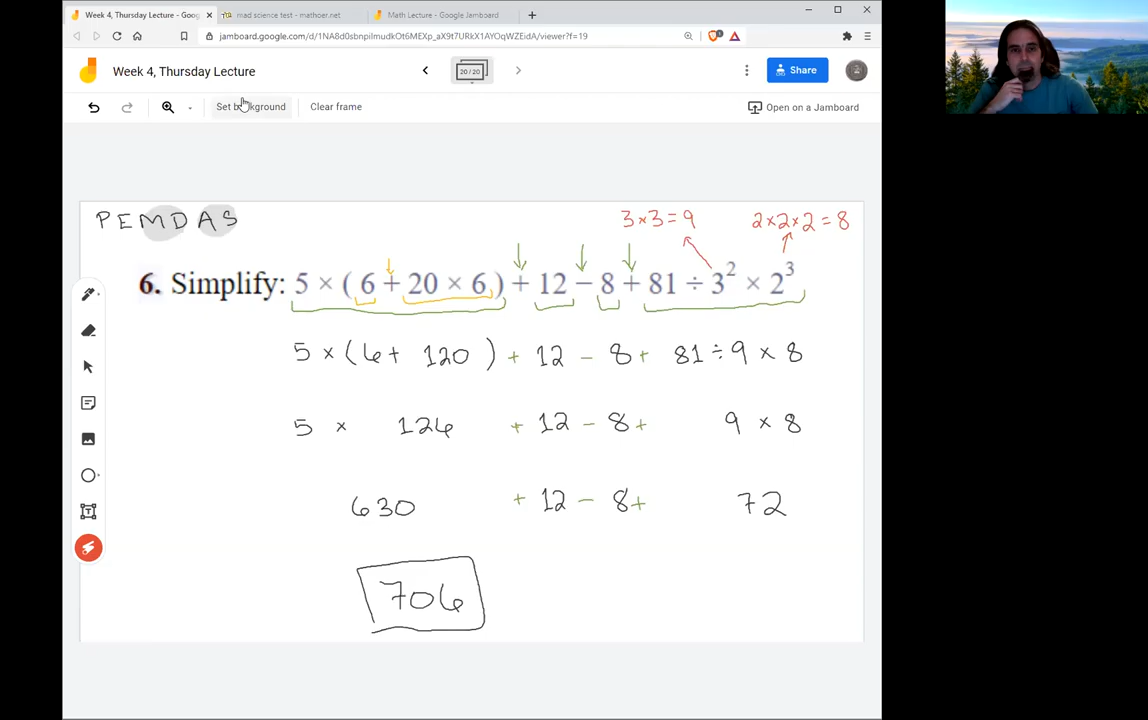 Week 4, Thursday Lecture - Goo
mad science test - mathoer.net
Math Lecture - Google Jamboard
jamboard.google.com/d/1NA8d0sbnpiImudkOt6MEXp_aX9t7URkX1AYOqWZEidA/viewer?f=19
Week 4, Thursday Lecture
20 / 20
Share
Set background
Clear frame
Open on a Jamboard
PEMDAS
3×3=9 2×2×2=8
6. Simplify: 5 × ( 6 + 20 × 6 ) + 12 − 8 + 81 ÷ 3² × 2³
5 × (6 + 120 ) + 12 − 8 + 81 ÷ 9 × 8
5 × 126 + 12 − 8 + 9 × 8
630 + 12 − 8 + 72
706